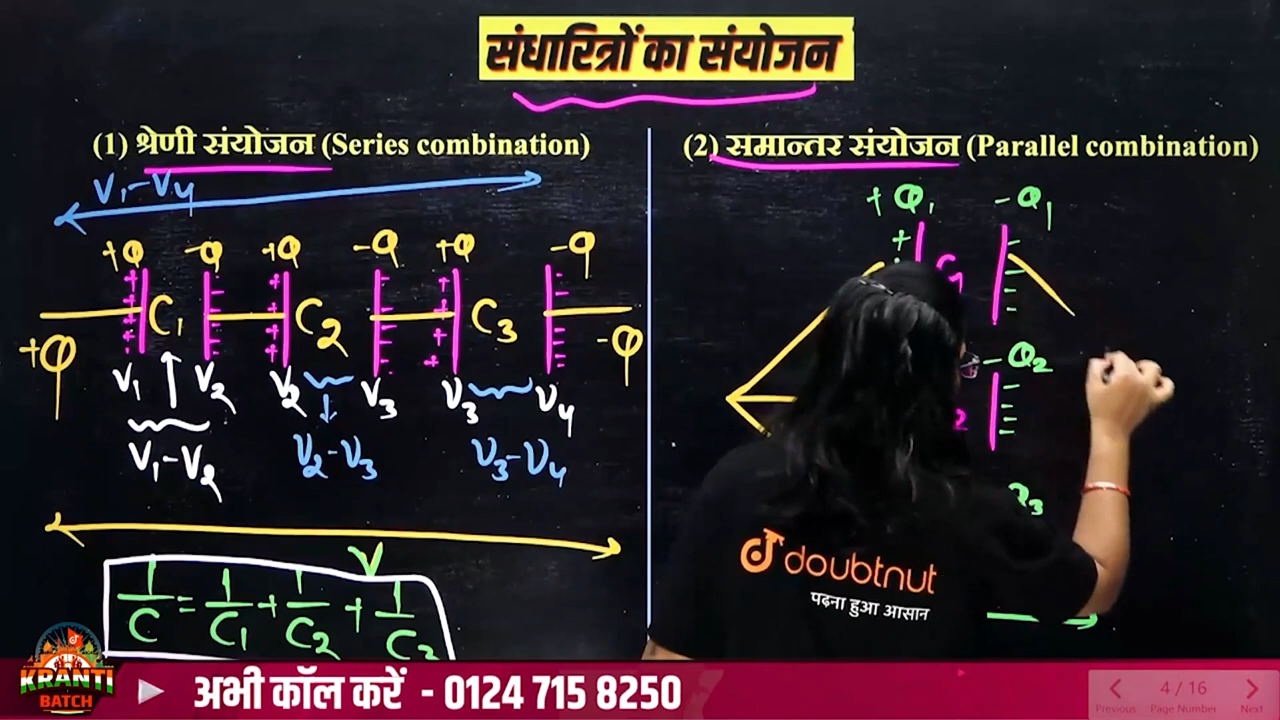 संधारित्रों का संयोजन
(1) श्रेणी संयोजन (Series combination)
V₁-V₄
+Q -Q +Q -Q +Q -Q
C₁ C₂ C₃
+Q -Q
V₁ V₂ V₂ V₃ V₃ V₄
V₁-V₂ V₂-V₃ V₃-V₄
V
1/C = 1/C₁ + 1/C₂ + 1/C₃
(2) समान्तर संयोजन (Parallel combination)
+Q₁ -Q₁
-Q₂
doubtnut
पढ़ना हुआ आसान
KRANTI
BATCH
अभी कॉल करें - 0124 715 8250
4 / 16
Previous Page Number Next